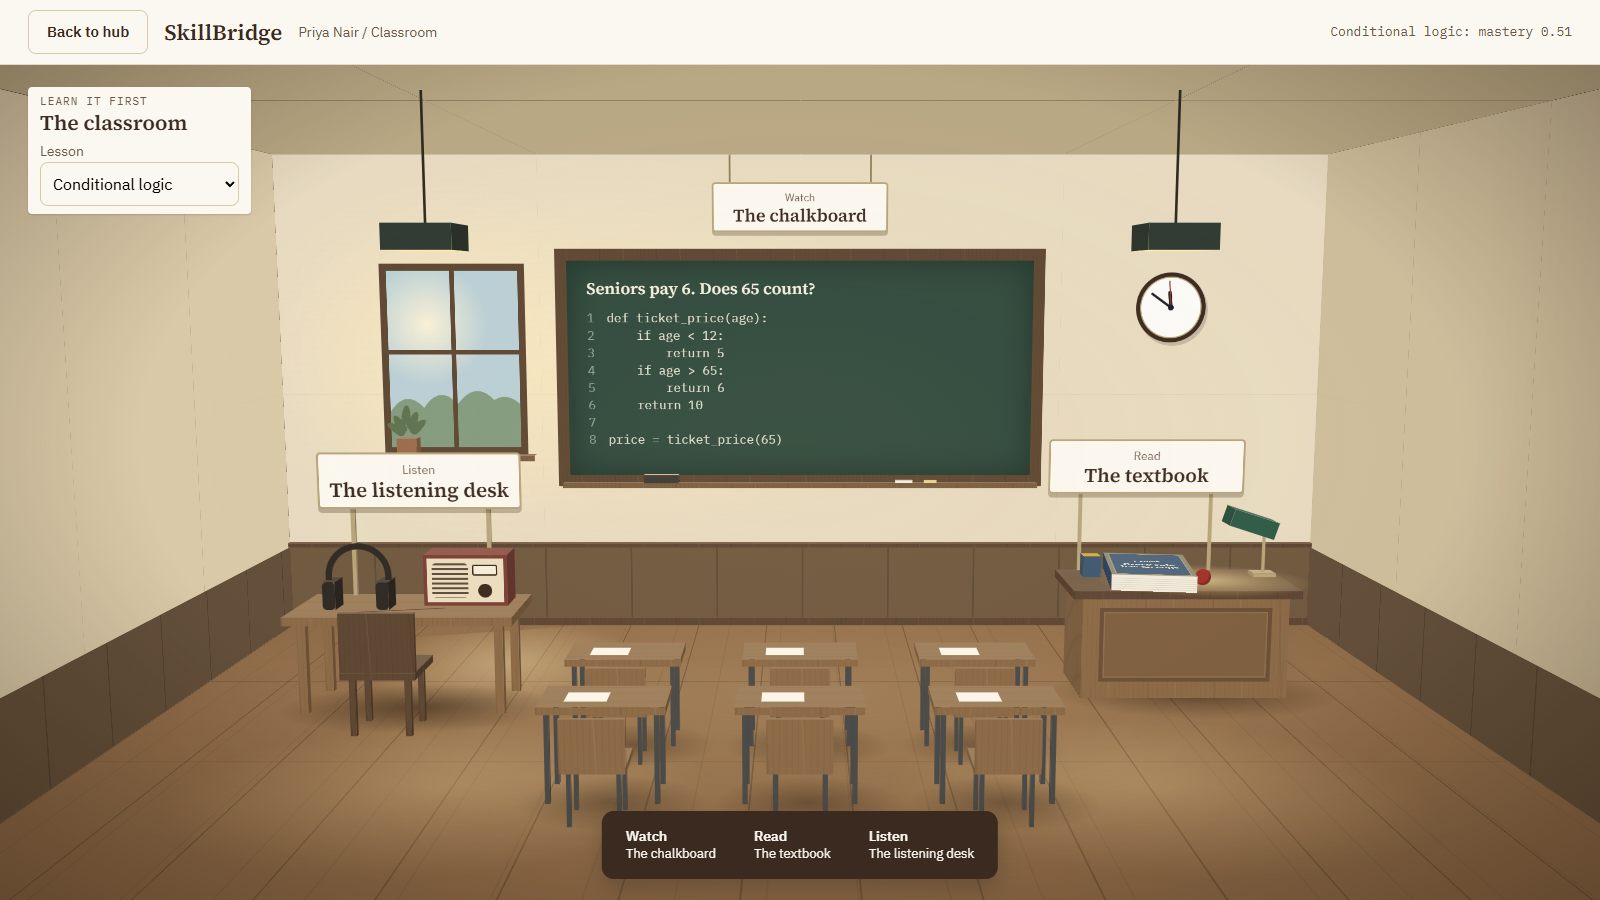 Back to hub
SkillBridge
Priya Nair / Classroom
Conditional logic: mastery 0.51
LEARN IT FIRST
The classroom
Lesson
Conditional logic
Watch
The chalkboard
Seniors pay 6. Does 65 count?
1 def ticket_price(age):
2     if age < 12:
3         return 5
4     if age > 65:
5         return 6
6     return 10
7
8 price = ticket_price(65)
Listen
The listening desk
Read
The textbook
Watch
The chalkboard
Read
The textbook
Listen
The listening desk